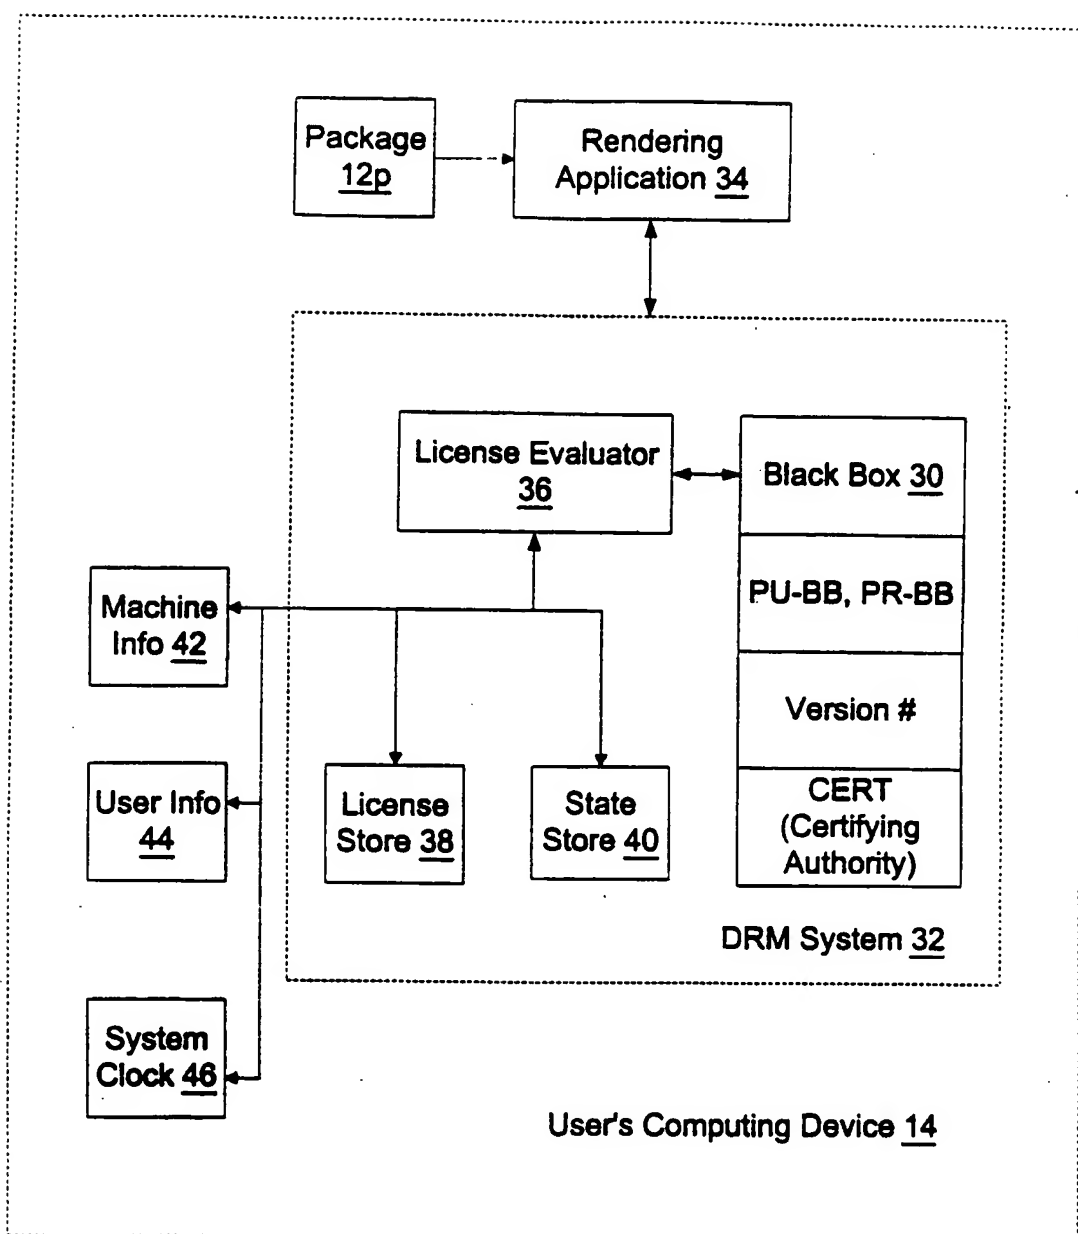 Package
12p
Rendering
Application 34
License Evaluator
36
Black Box 30
PU-BB, PR-BB
Version #
CERT
(Certifying
Authority)
Machine
Info 42
User Info
44
License
Store 38
State
Store 40
DRM System 32
System
Clock 46
User's Computing Device 14